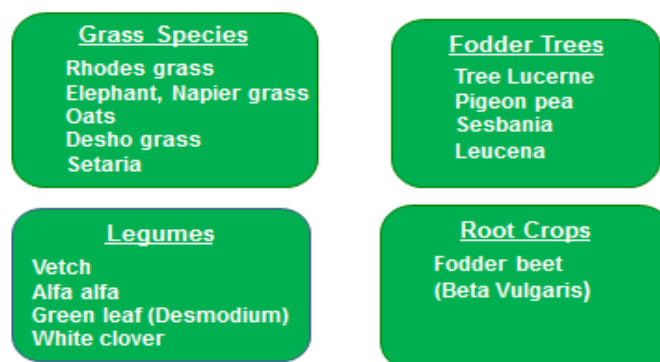 Grass Species
Rhodes grass
Elephant, Napier grass
Oats
Desho grass
Setaria
Fodder Trees
Tree Lucerne
Pigeon pea
Sesbania
Leucena
Legumes
Vetch
Alfa alfa
Green leaf (Desmodium)
White clover
Root Crops
Fodder beet
(Beta Vulgaris)